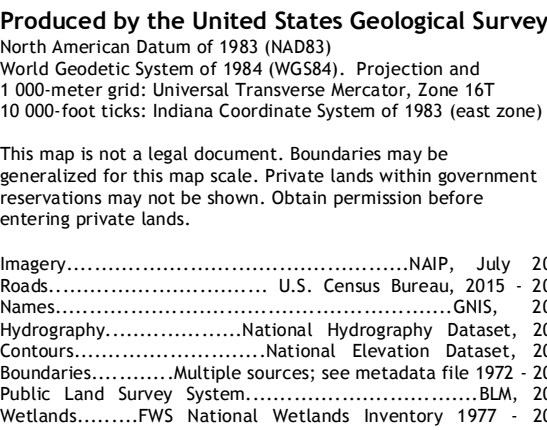 Produced by the United States Geological Survey
North American Datum of 1983 (NAD83)
World Geodetic System of 1984 (WGS84). Projection and
1 000-meter grid: Universal Transverse Mercator, Zone 16T
10 000-foot ticks: Indiana Coordinate System of 1983 (east zone)
This map is not a legal document. Boundaries may be
generalized for this map scale. Private lands within government
reservations may not be shown. Obtain permission before
entering private lands.
Imagery..................................................NAIP, July
Roads................................ U.S. Census Bureau, 2015 -
Names..........................................................GNIS,
Hydrography....................National Hydrography Dataset,
Contours............................National Elevation Dataset,
Boundaries............Multiple sources; see metadata file 1972 -
Public Land Survey System..................................BLM,
Wetlands.........FWS National Wetlands Inventory 1977 -